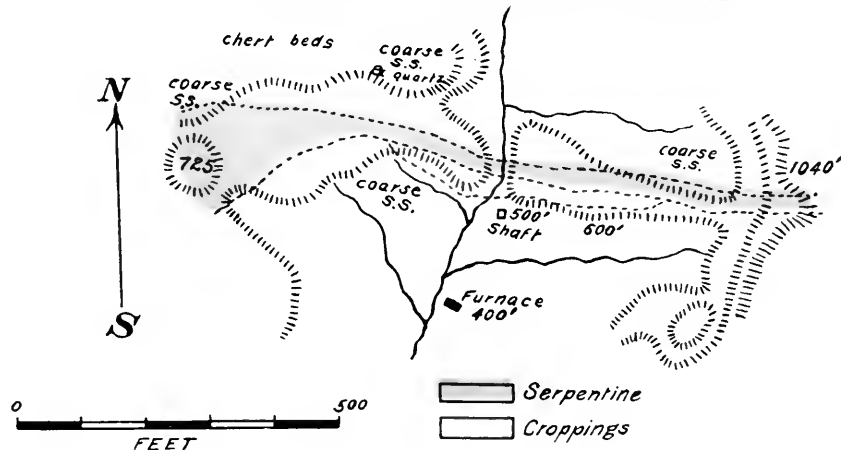 chert beds
coarse
s.s.
& quartz
coarse
s.s.
N
725
coarse
s.s.
1040'
coarse
s.s.
500'
Shaft
600'
Furnace
400'
S
0 500
FEET
Serpentine
Croppings